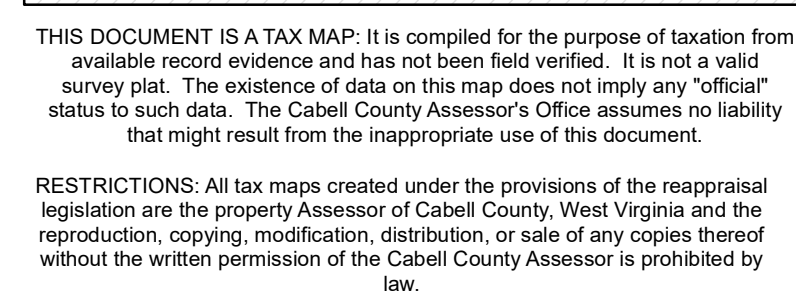 THIS DOCUMENT IS A TAX MAP: It is compiled for the purpose of taxation from
available record evidence and has not been field verified. It is not a valid
survey plat. The existence of data on this map does not imply any "official"
status to such data. The Cabell County Assessor's Office assumes no liability
that might result from the inappropriate use of this document.
RESTRICTIONS: All tax maps created under the provisions of the reappraisal
legislation are the property Assessor of Cabell County, West Virginia and the
reproduction, copying, modification, distribution, or sale of any copies thereof
without the written permission of the Cabell County Assessor is prohibited by
law.